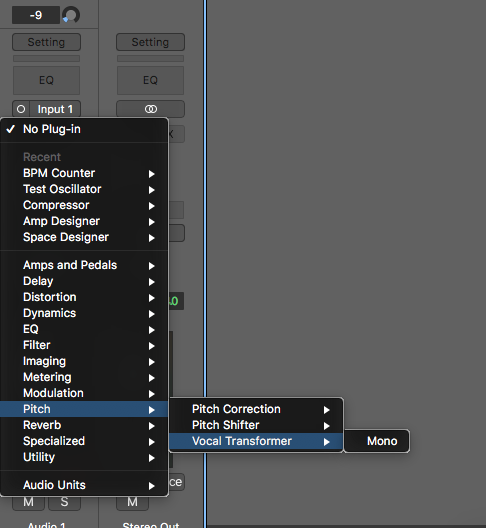 -9
Setting
Setting
EQ
EQ
Input 1
No Plug-in
Recent
BPM Counter
Test Oscillator
Compressor
Amp Designer
Space Designer
Amps and Pedals
Delay
Distortion
Dynamics
EQ
Filter
Imaging
Metering
Modulation
Pitch
Pitch Correction
Reverb
Pitch Shifter
Specialized
Vocal Transformer
Mono
Utility
Audio Units
M
S
M
Audio 1
Stereo Out